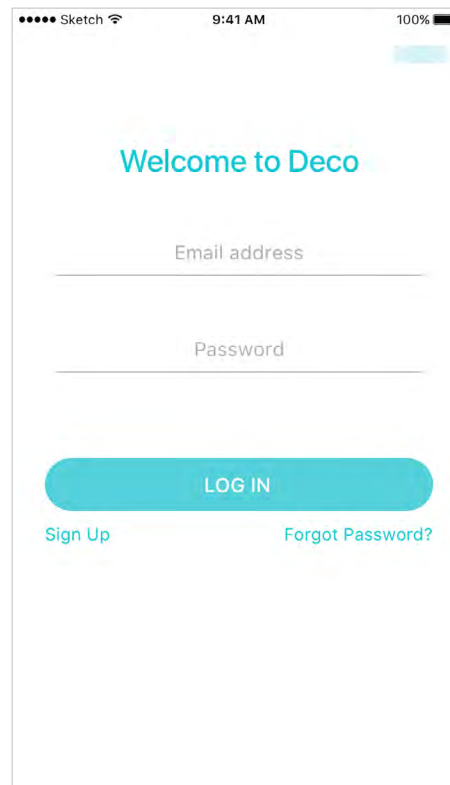 Sketch 9:41 AM 100%
Welcome to Deco
Email address
Password
LOG IN
Sign Up Forgot Password?